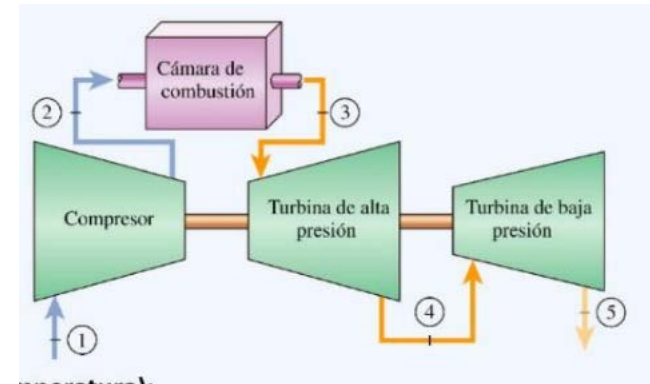 Cámara de
combustión
2
3
Compresor
Turbina de alta
presión
Turbina de baja
presión
4
5
1